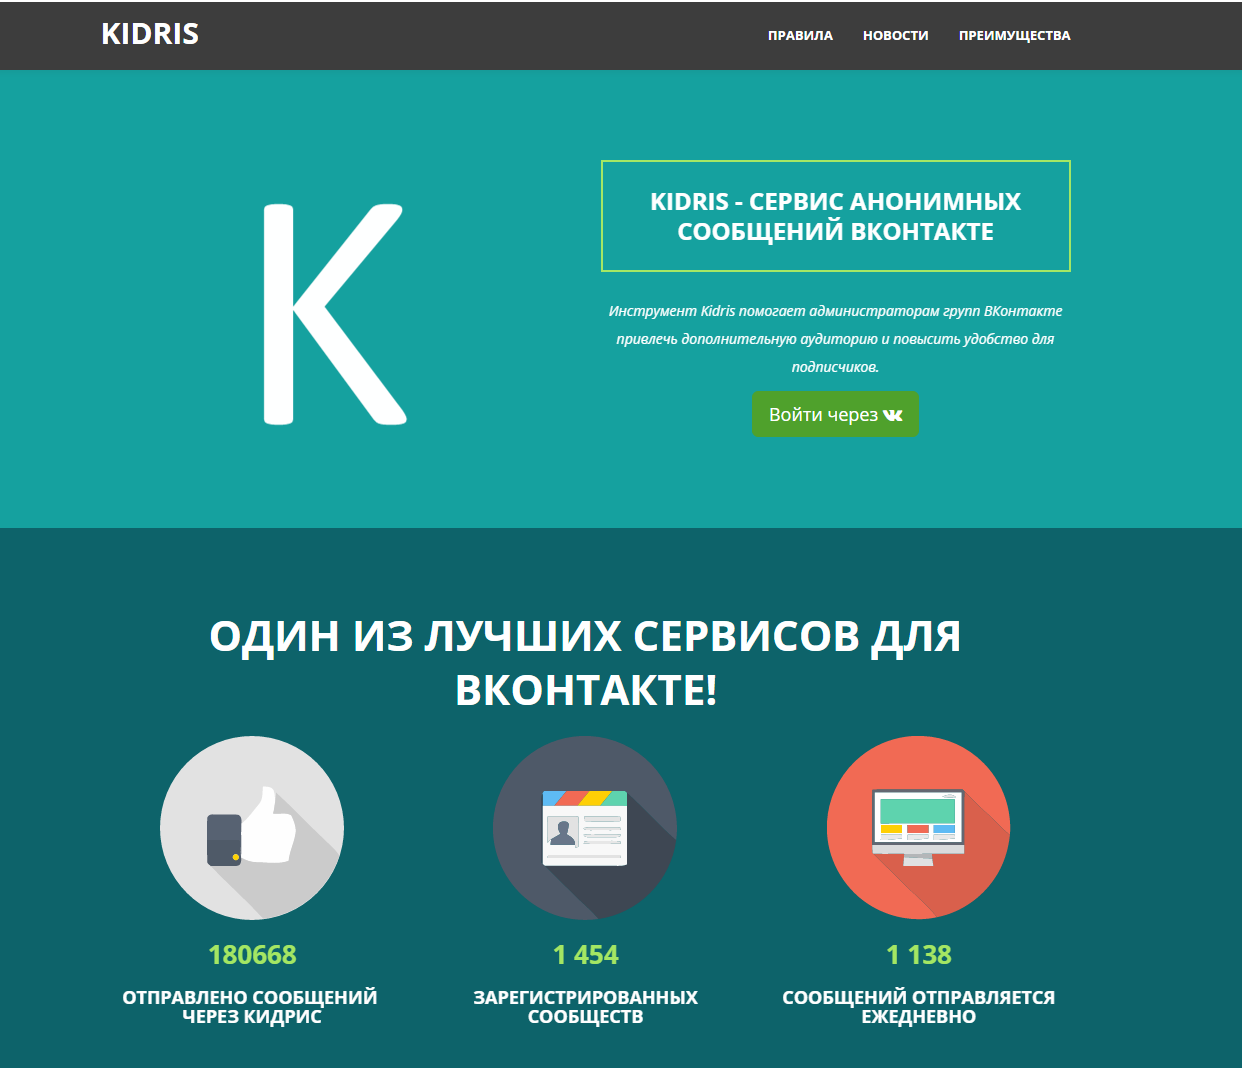 KIDRIS
ПРАВИЛА НОВОСТИ ПРЕИМУЩЕСТВА
K
KIDRIS - СЕРВИС АНОНИМНЫХ
СООБЩЕНИЙ ВКОНТАКТЕ
Инструмент Kidris помогает администраторам групп ВКонтакте
привлечь дополнительную аудиторию и повысить удобство для
подписчиков.
Войти через
ОДИН ИЗ ЛУЧШИХ СЕРВИСОВ ДЛЯ
ВКОНТАКТЕ!
180668
ОТПРАВЛЕНО СООБЩЕНИЙ
ЧЕРЕЗ КИДРИС
1 454
ЗАРЕГИСТРИРОВАННЫХ
СООБЩЕСТВ
1 138
СООБЩЕНИЙ ОТПРАВЛЯЕТСЯ
ЕЖЕДНЕВНО